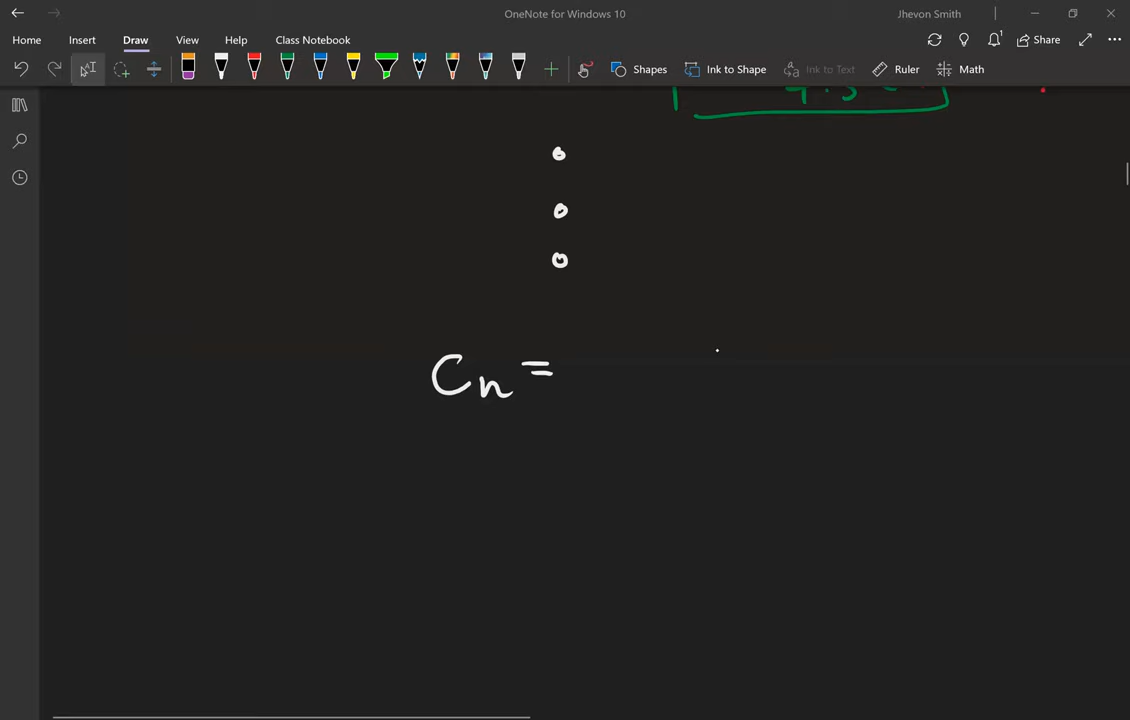 OneNote for Windows 10
Jhevon Smith
Home Insert Draw View Help Class Notebook
Share
Shapes Ink to Shape Ink to Text Ruler Math
Cn =